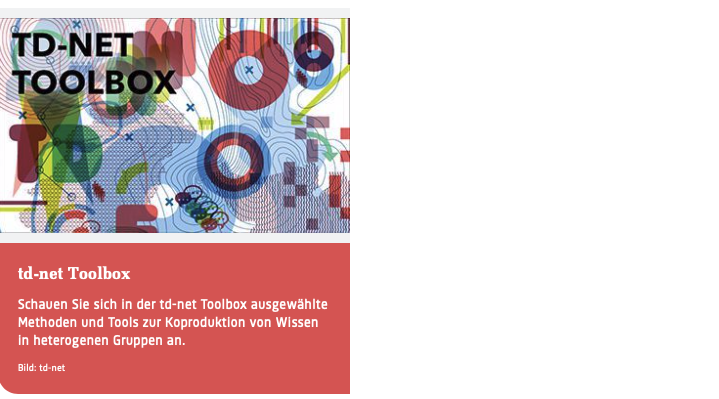 TD-NET
TOOLBOX
TD
td-net Toolbox
Schauen Sie sich in der td-net Toolbox ausgewählte
Methoden und Tools zur Koproduktion von Wissen
in heterogenen Gruppen an.
Bild: td-net